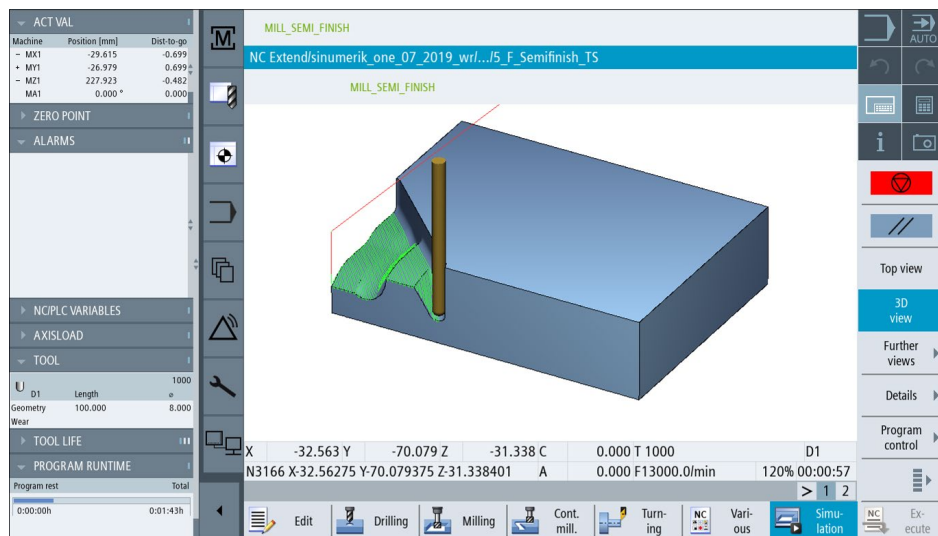 ACT VAL
Machine Position [mm] Dist-to-go
− MX1 -29.615 -0.699
+ MY1 -26.979 0.699
− MZ1 227.923 -0.482
MA1 0.000 ° 0.000
ZERO POINT
ALARMS
NC/PLC VARIABLES
AXISLOAD
TOOL
1000
D1 Length ⌀
Geometry 100.000 8.000
Wear
TOOL LIFE
PROGRAM RUNTIME
Program rest Total
0:00:00h 0:01:43h
M
MILL_SEMI_FINISH
NC Extend/sinumerik_one_07_2019_wr/.../5_F_Semifinish_TS
MILL_SEMI_FINISH
X -32.563 Y -70.079 Z -31.338 C 0.000 T 1000 D1
N3166 X-32.56275 Y-70.079375 Z-31.338401 A 0.000 F13000.0/min 120% 00:00:57
> 1 2
Edit
Drilling
Milling
Cont.
mill.
Turn-
ing
NC
Vari-
ous
Simu-
lation
NC
Ex-
ecute
AUTO
i
Top view
3D
view
Further
views
Details
Program
control